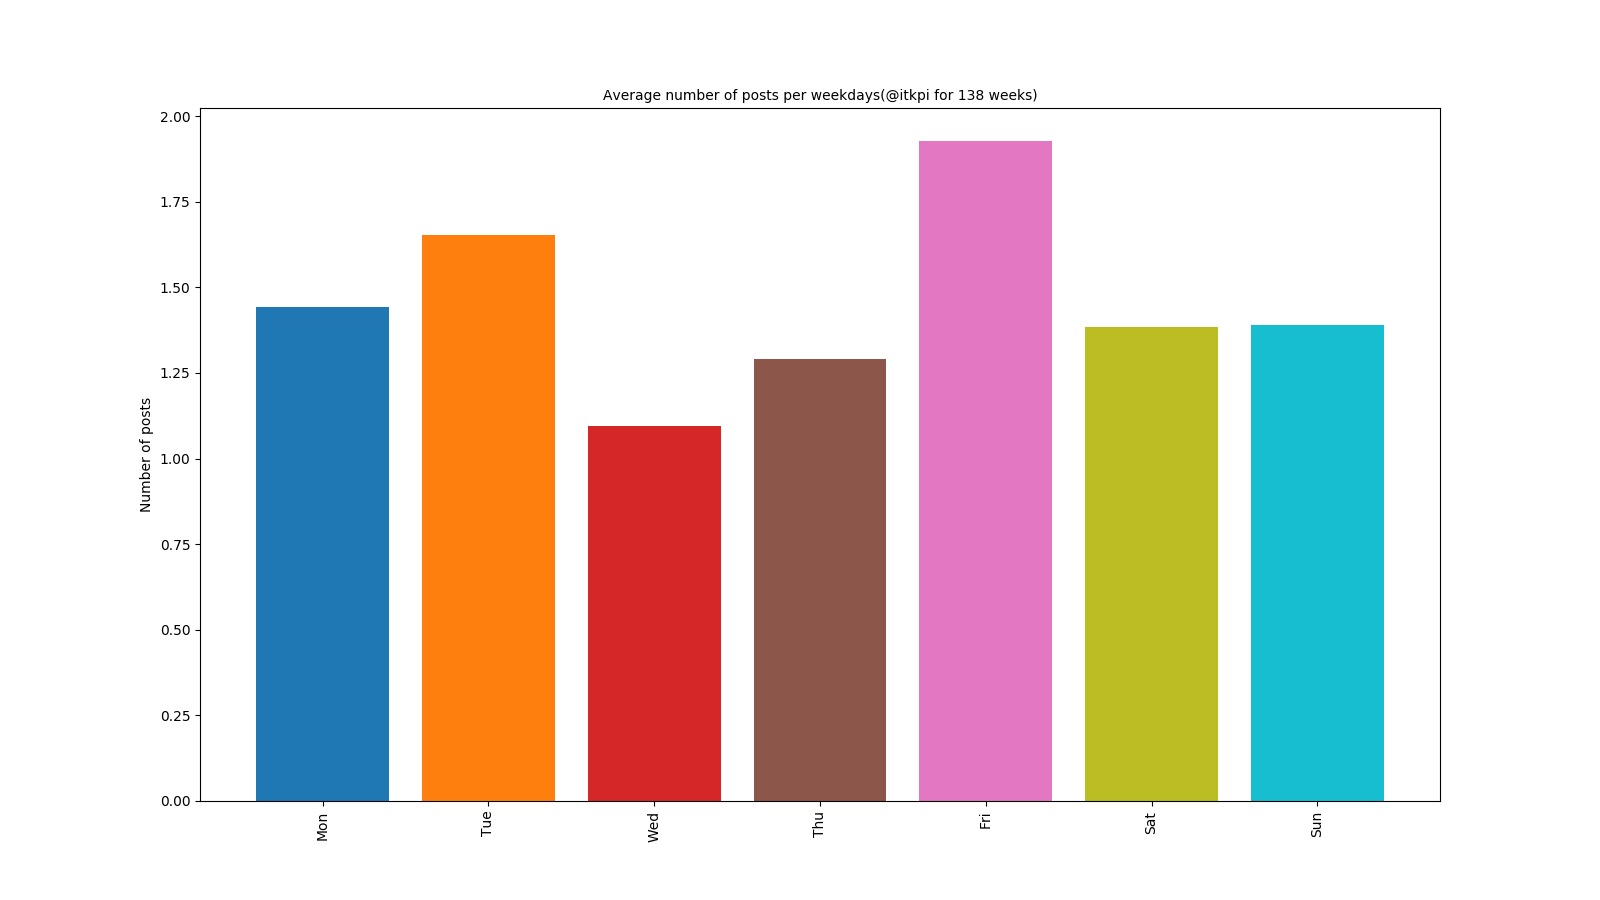 Average number of posts per weekdays(@itkpi for 138 weeks)
Number of posts
2.00
1.75
1.50
1.25
1.00
0.75
0.50
0.25
0.00
Mon
Tue
Wed
Thu
Fri
Sat
Sun